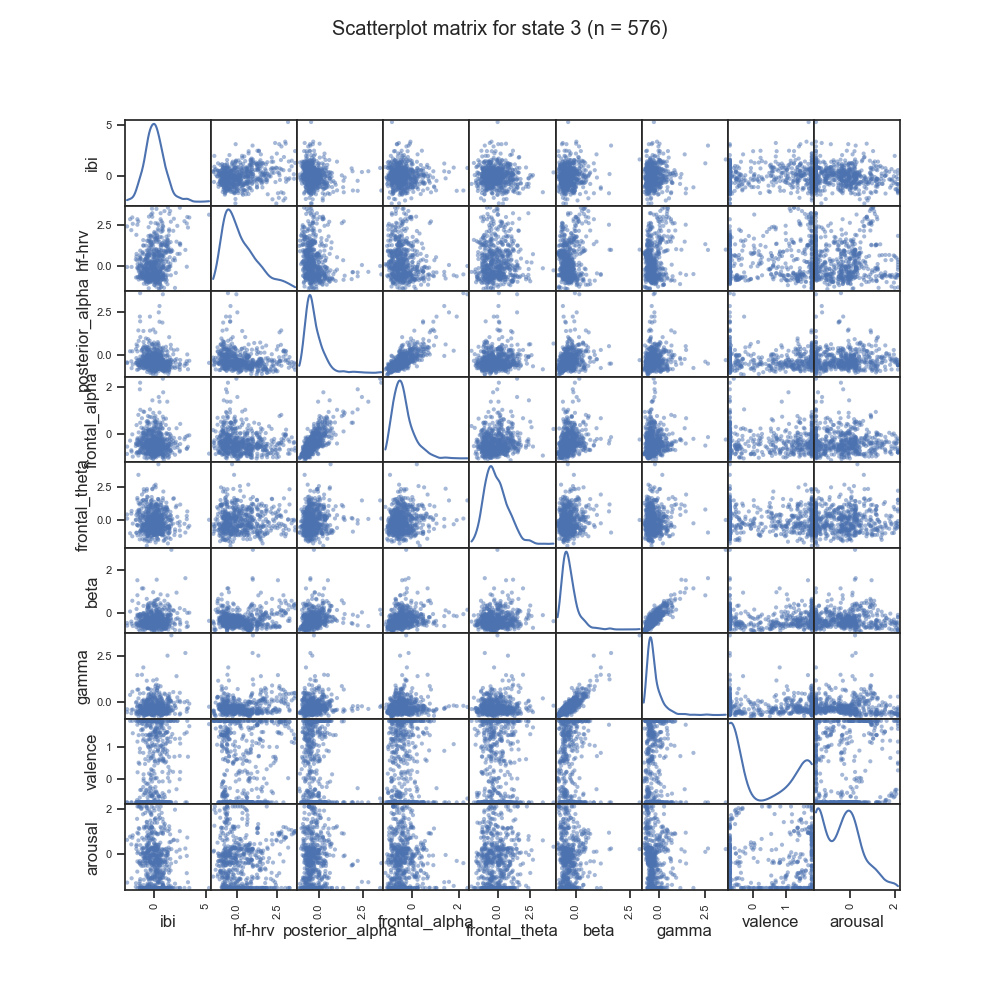 Scatterplot matrix for state 3 (n = 576)
5
0
ibi
2.5
0.0
hf-hrv
2.5
0.0
posterior_alpha
2
0
frontal_alpha
2.5
0.0
frontal_theta
2
0
beta
2.5
0.0
gamma
1
0
valence
2
0
arousal
0 5 0.0 2.5 0.0 2.5 0 2 0.0 2.5 0.0 2.5 0.0 2.5 0 1 0 2
ibi hf-hrv posterior_alpha frontal_alpha frontal_theta beta gamma valence arousal